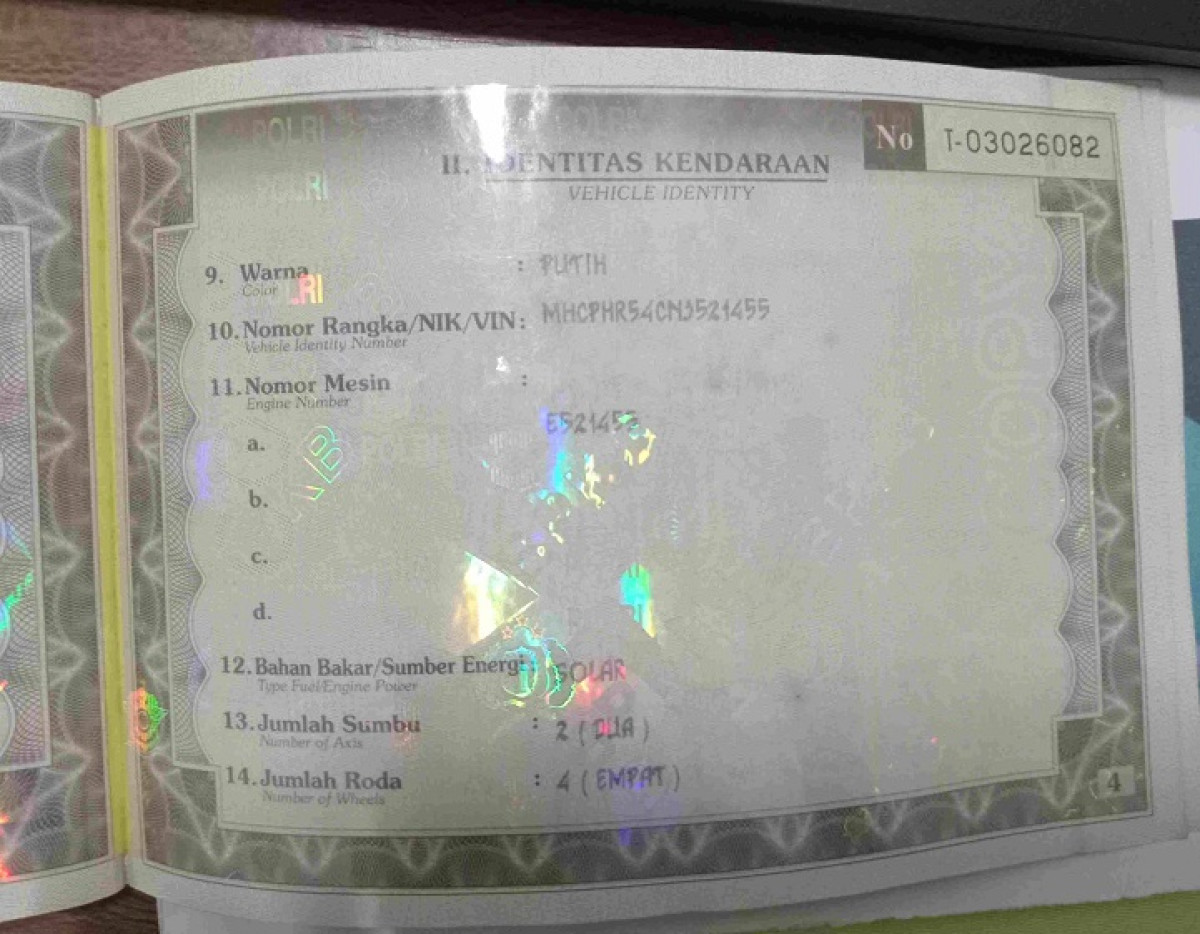 No T-03026082
II. IDENTITAS KENDARAAN
VEHICLE IDENTITY
9. Warna : PUTIH
Color
10. Nomor Rangka/NIK/VIN : MHCPHR54CNJ521455
Vehicle Identity Number
11. Nomor Mesin :
Engine Number
a. E521455
b.
c.
d.
12. Bahan Bakar/Sumber Energi : SOLAR
Type Fuel/Engine Power
13. Jumlah Sumbu : 2 ( DUA )
Number of Axis
14. Jumlah Roda : 4 ( EMPAT )
Number of Wheels
4